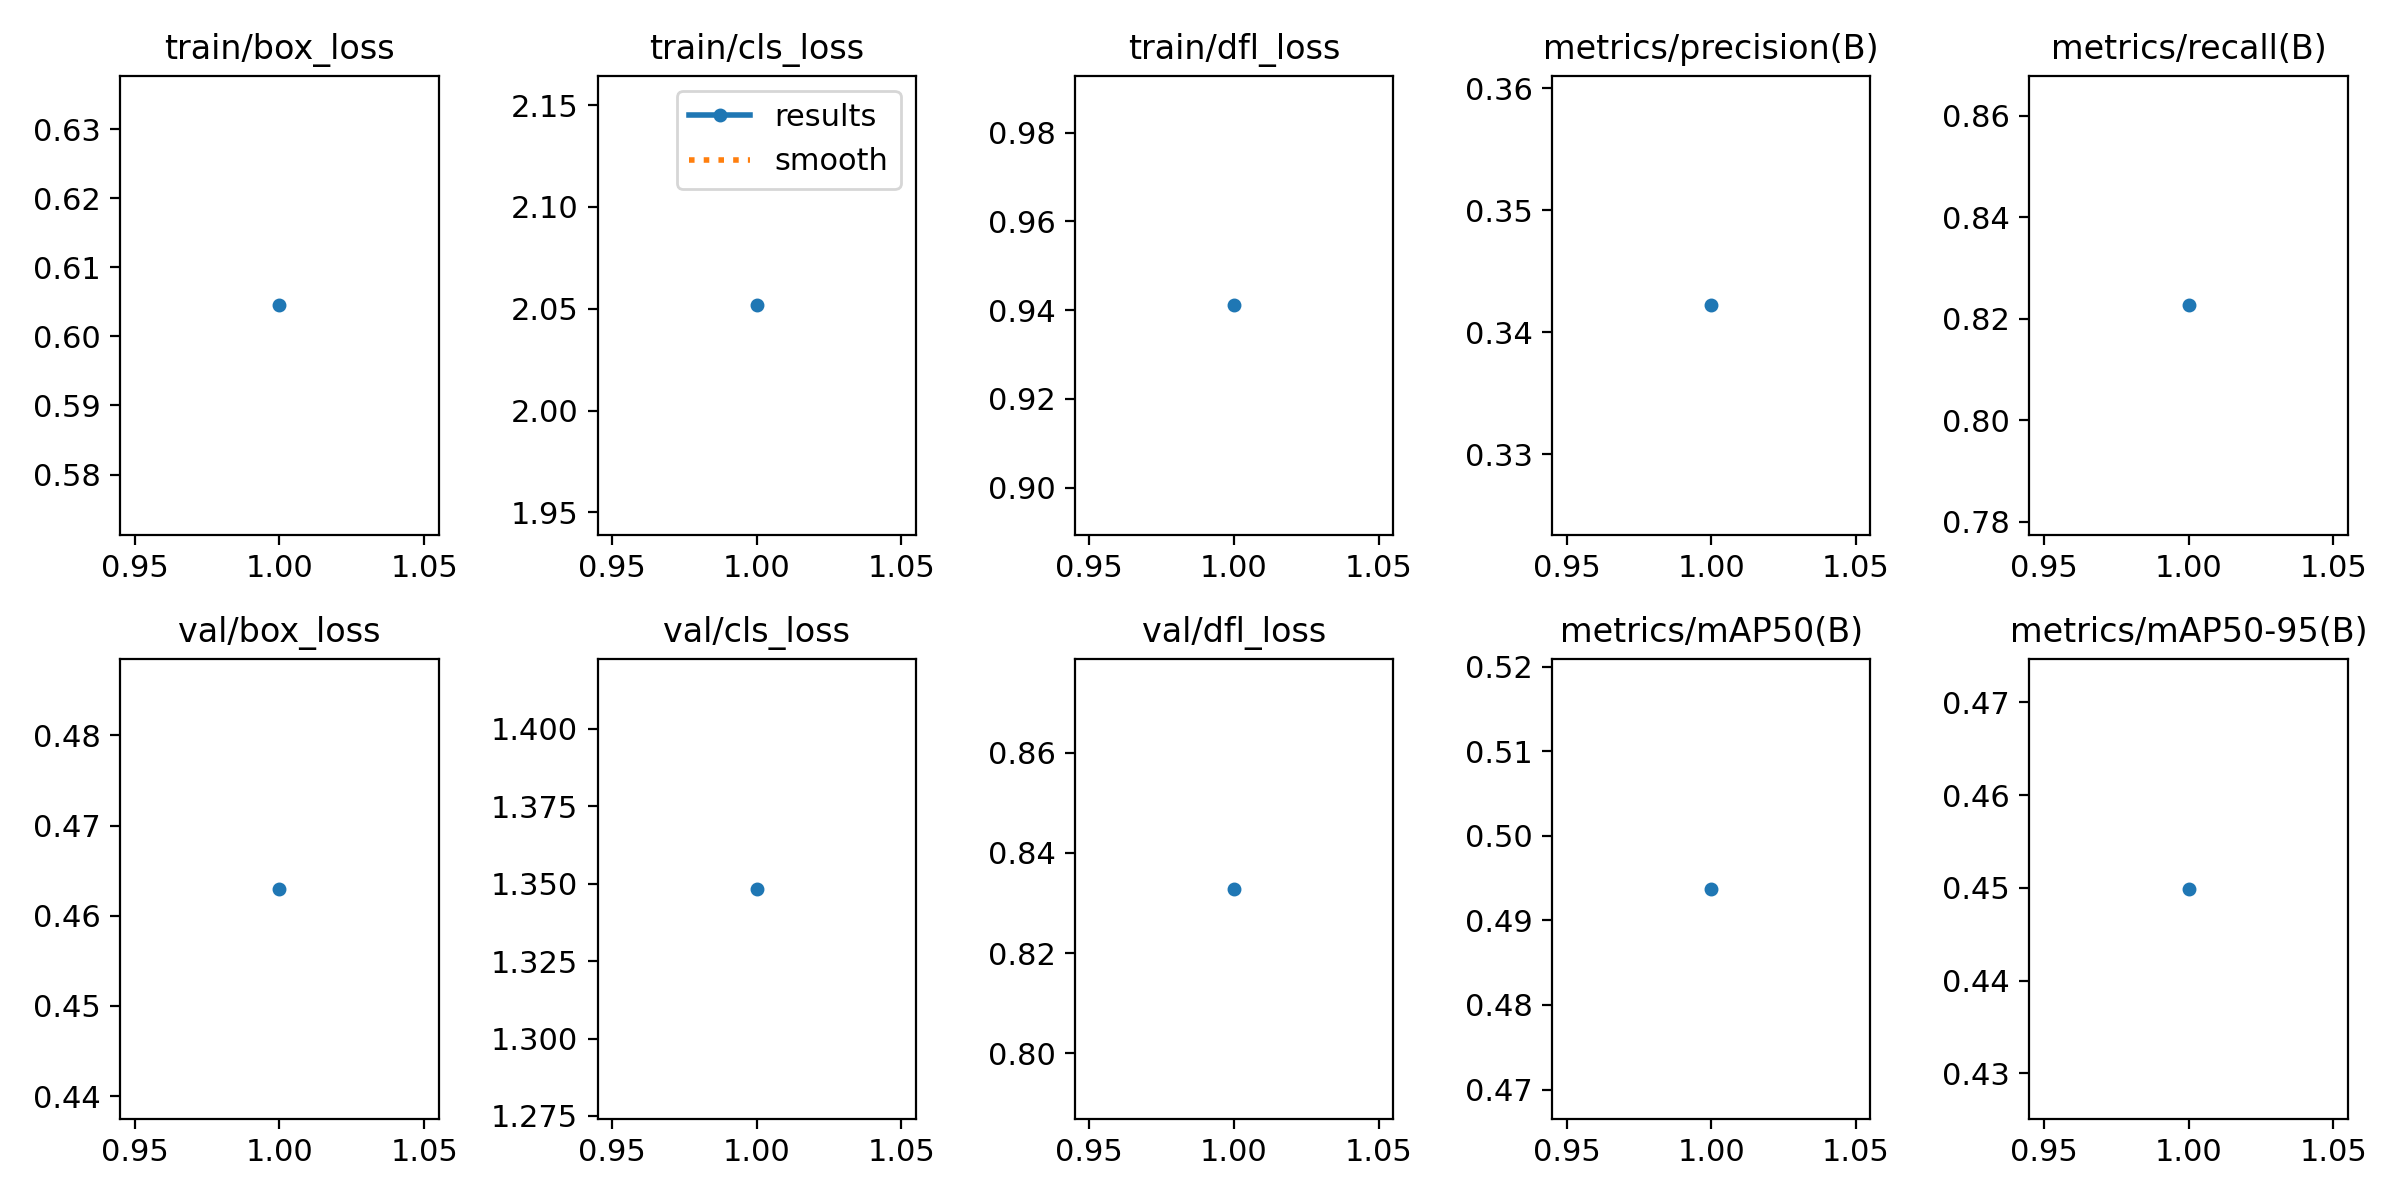 train/box_loss
0.63
0.62
0.61
0.60
0.59
0.58
0.95 1.00 1.05
train/cls_loss
results
smooth
2.15
2.10
2.05
2.00
1.95
0.95 1.00 1.05
train/dfl_loss
0.98
0.96
0.94
0.92
0.90
0.95 1.00 1.05
metrics/precision(B)
0.36
0.35
0.34
0.33
0.95 1.00 1.05
metrics/recall(B)
0.86
0.84
0.82
0.80
0.78
0.95 1.00 1.05
val/box_loss
0.48
0.47
0.46
0.45
0.44
0.95 1.00 1.05
val/cls_loss
1.400
1.375
1.350
1.325
1.300
1.275
0.95 1.00 1.05
val/dfl_loss
0.86
0.84
0.82
0.80
0.95 1.00 1.05
metrics/mAP50(B)
0.52
0.51
0.50
0.49
0.48
0.47
0.95 1.00 1.05
metrics/mAP50-95(B)
0.47
0.46
0.45
0.44
0.43
0.95 1.00 1.05